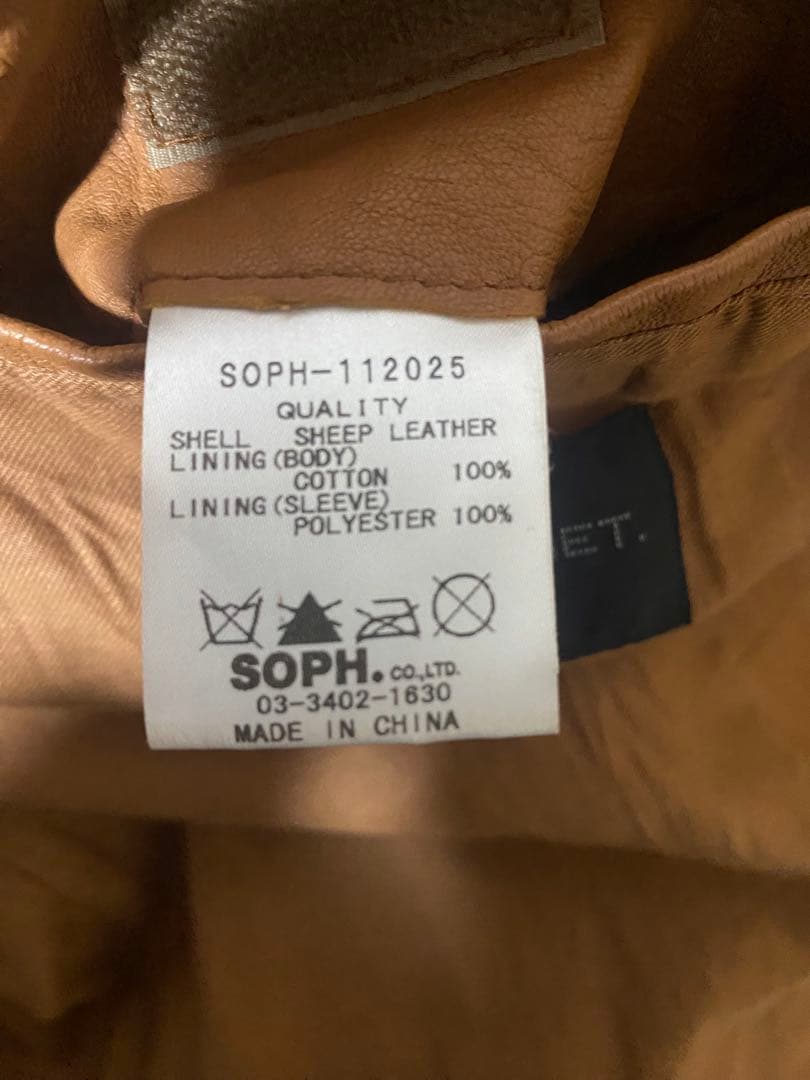 SOPH-112025
QUALITY
SHELL SHEEP LEATHER
LINING(BODY)
COTTON 100%
LINING(SLEEVE)
POLYESTER 100%
SOPH. CO.,LTD.
03-3402-1630
MADE IN CHINA
ET.